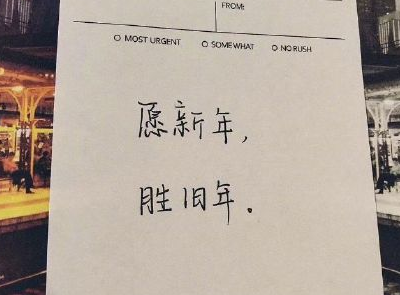 FROM:
O MOST URGENT O SOMEWHAT O NO RUSH
愿新年，
胜旧年。